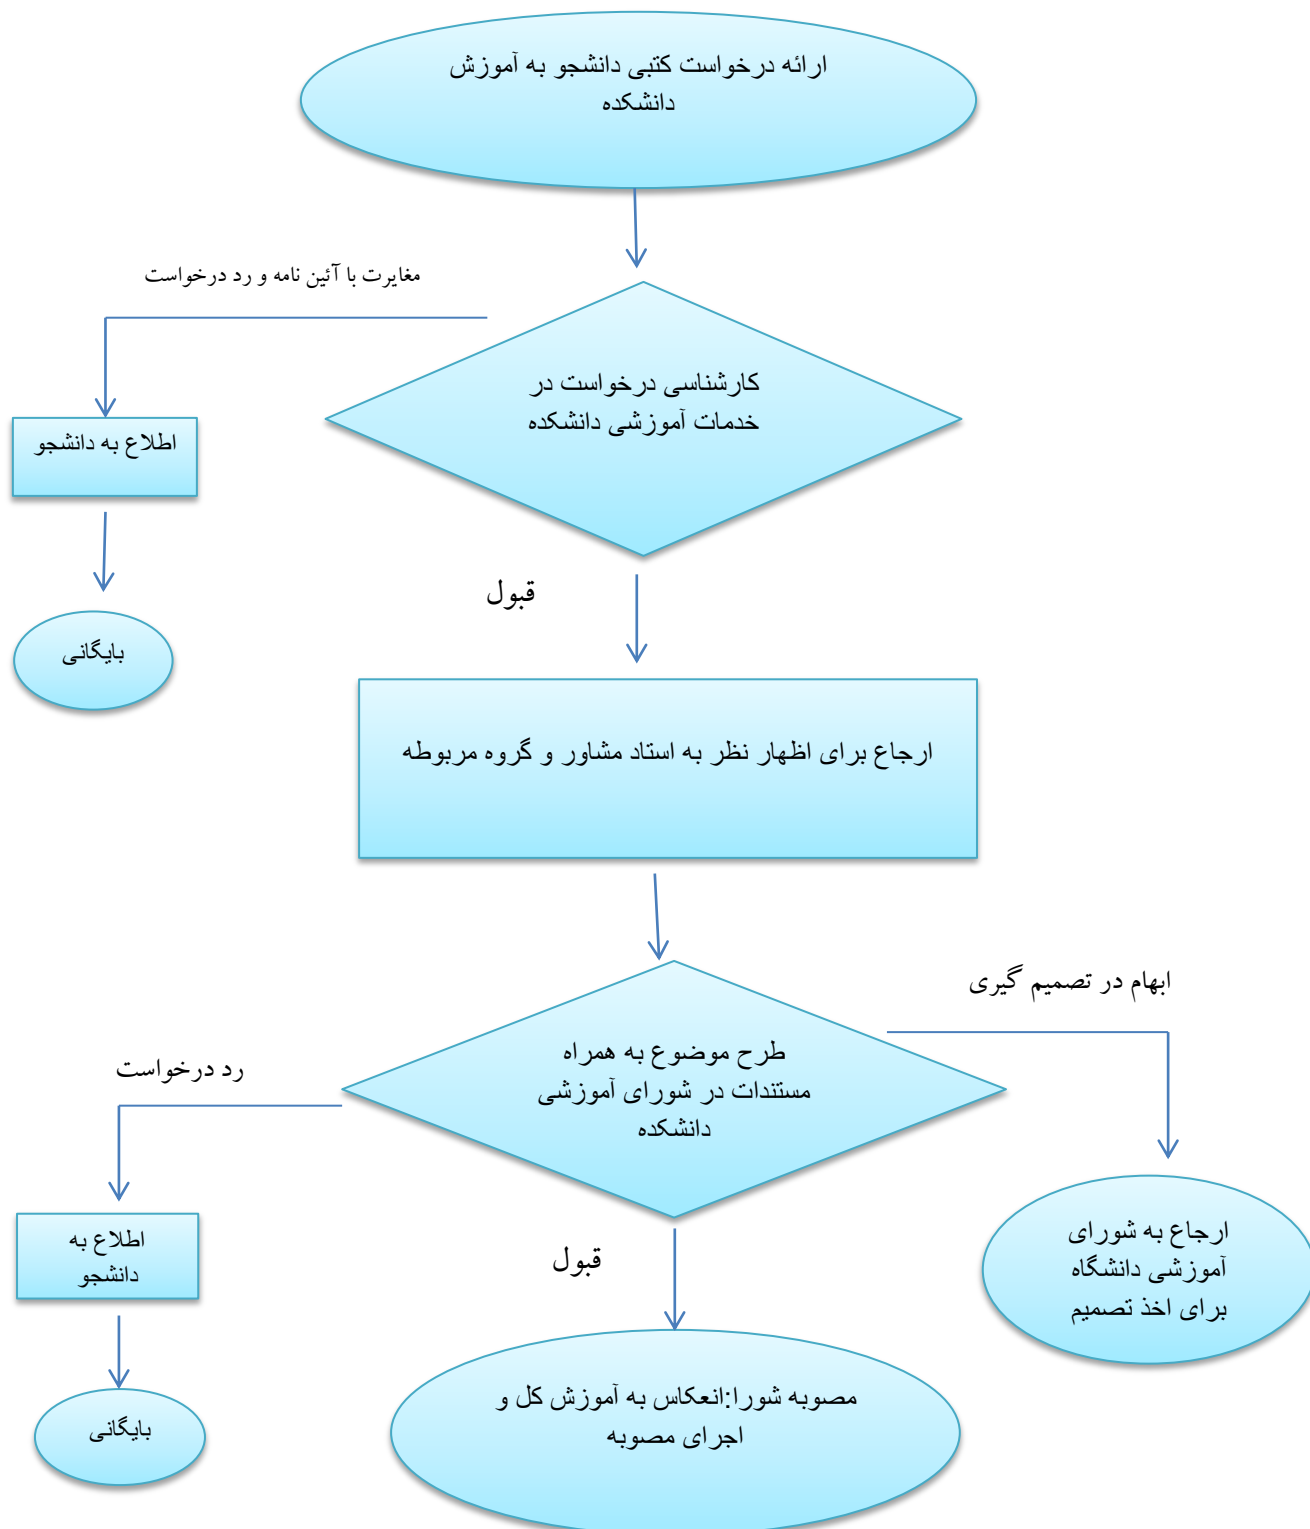 ارائه درخواست کتبی دانشجو به آموزش
دانشکده
مغایرت با آئین نامه و رد درخواست
کارشناسی درخواست در
خدمات آموزشی دانشکده
اطلاع به دانشجو
قبول
بایگانی
ارجاع برای اظهار نظر به استاد مشاور و گروه مربوطه
ابهام در تصمیم گیری
طرح موضوع به همراه
مستندات در شورای آموزشی
دانشکده
رد درخواست
ارجاع به شورای
آموزشی دانشگاه
برای اخذ تصمیم
اطلاع به
دانشجو
قبول
مصوبه شورا:انعکاس به آموزش کل و
اجرای مصوبه
بایگانی